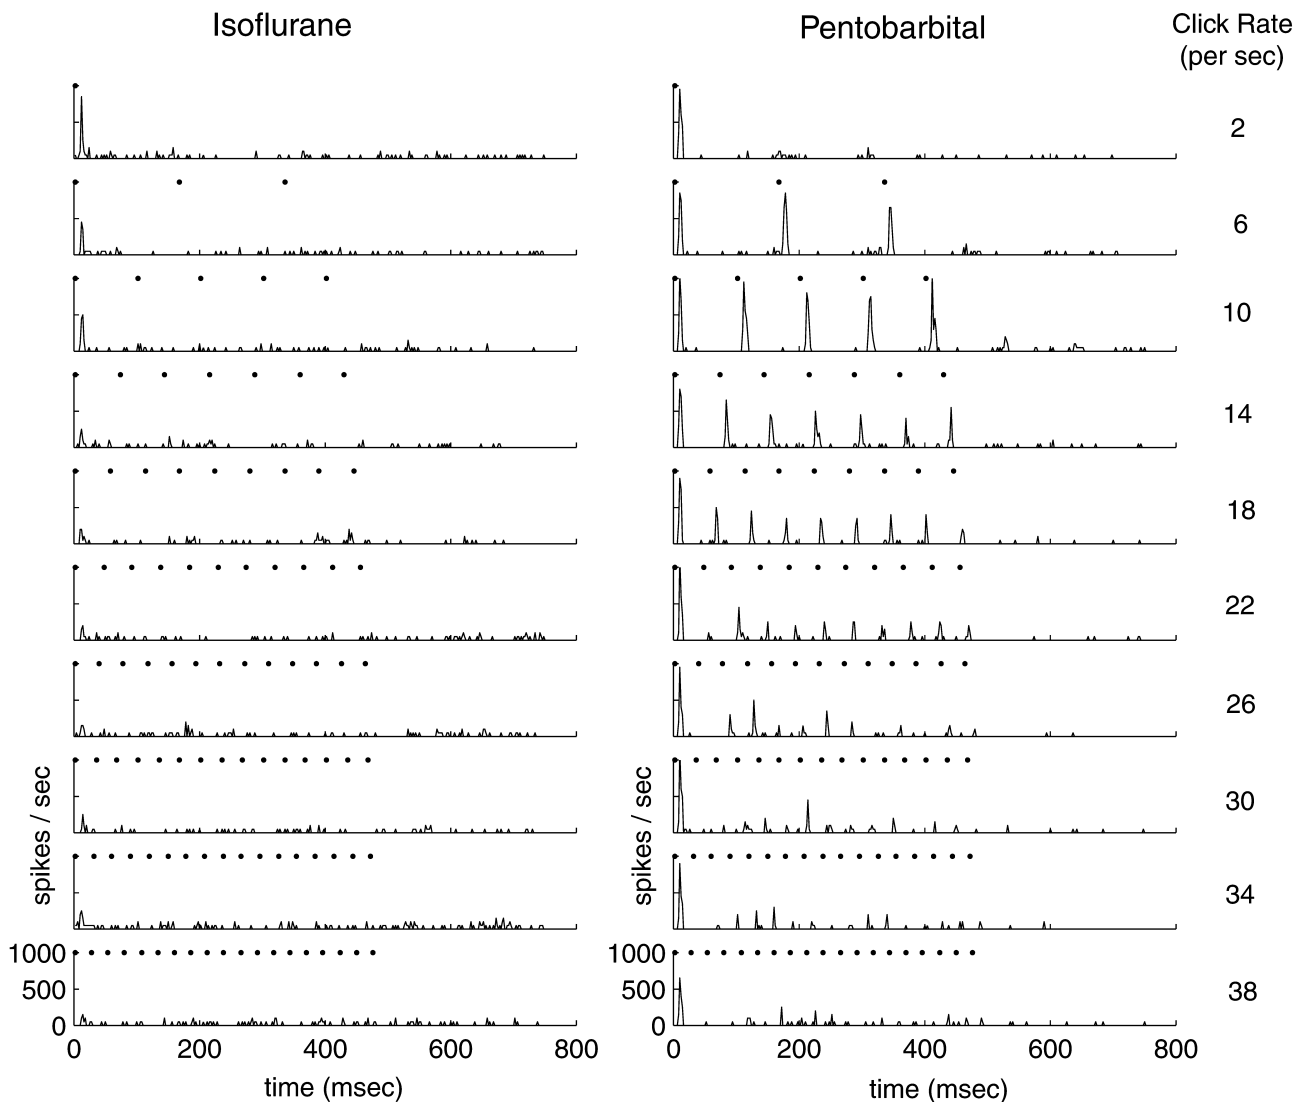 Isoflurane
Pentobarbital
Click Rate
(per sec)
2
6
10
14
18
22
26
30
34
38
spikes / sec
1000
500
0
0 200 400 600 800
time (msec)
spikes / sec
1000
500
0
0 200 400 600 800
time (msec)